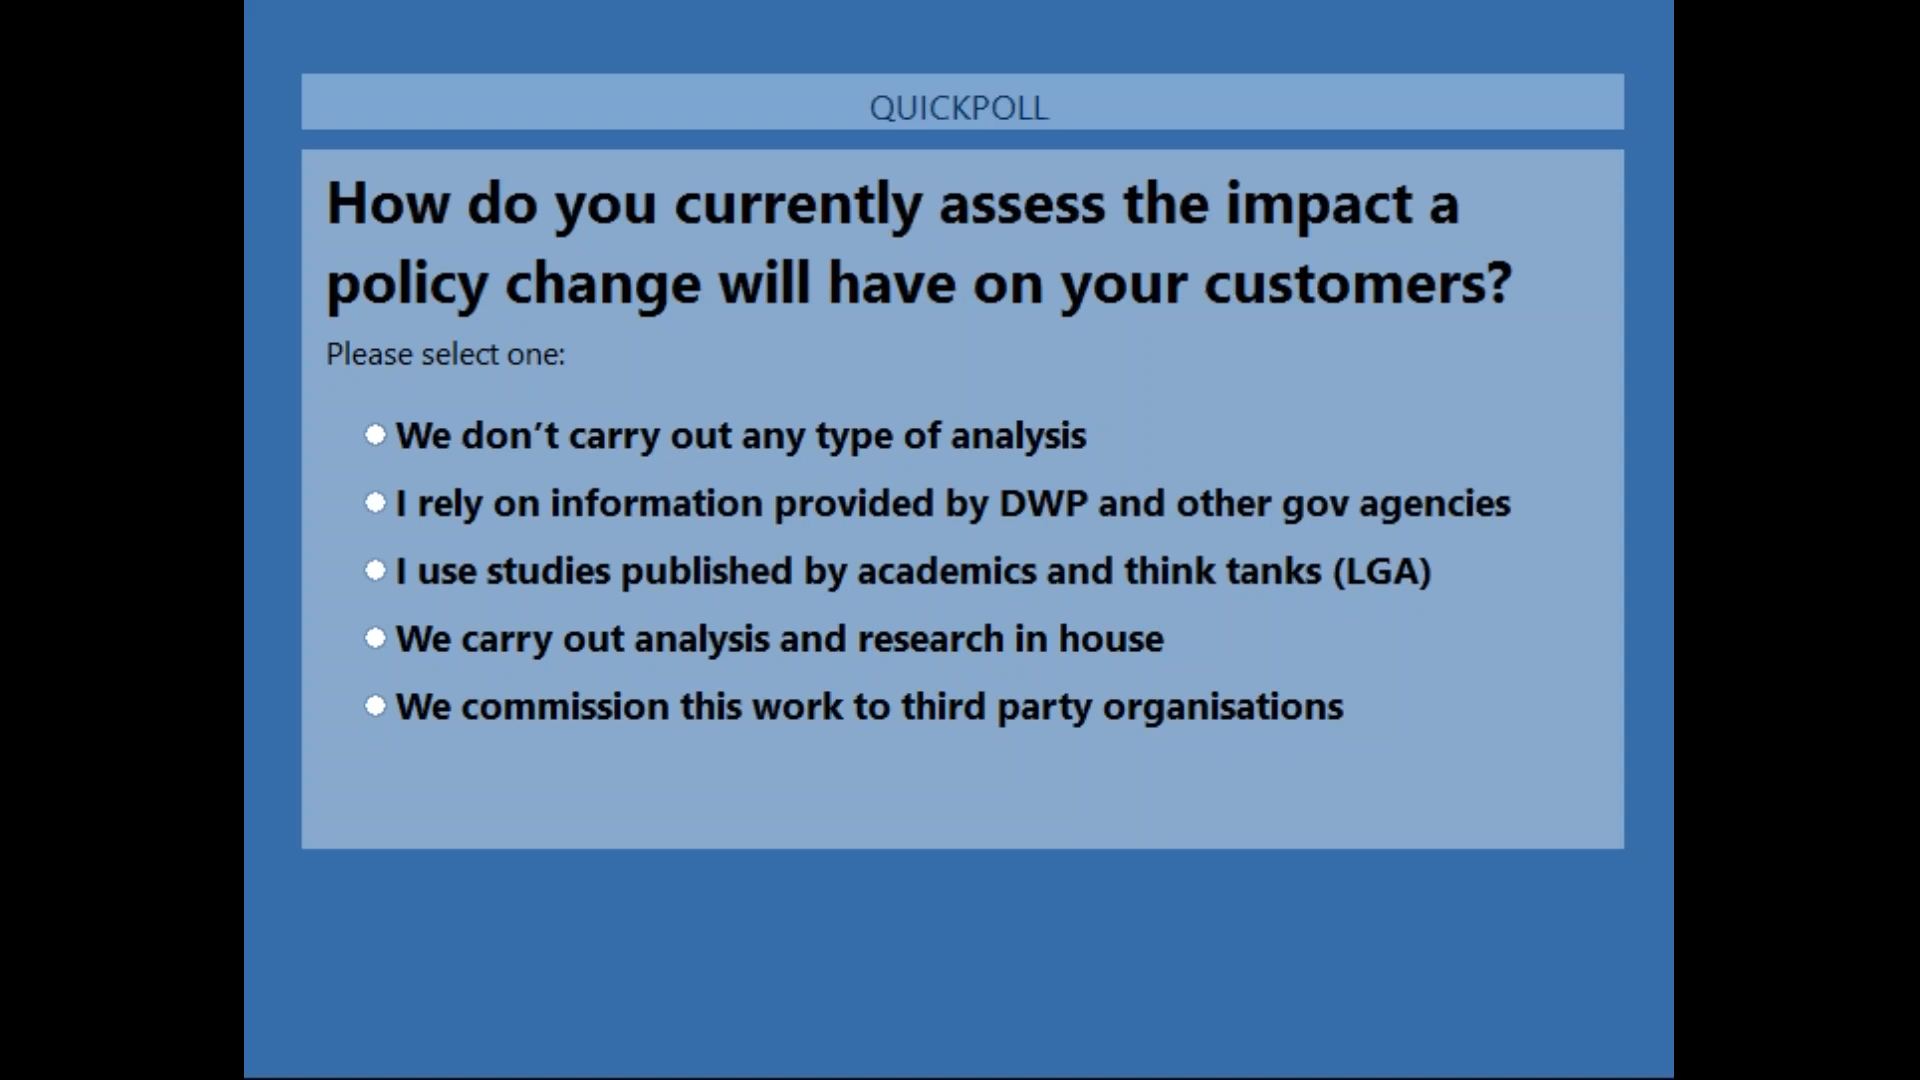 QUICKPOLL
How do you currently assess the impact a
policy change will have on your customers?
Please select one:
We don’t carry out any type of analysis
I rely on information provided by DWP and other gov agencies
I use studies published by academics and think tanks (LGA)
We carry out analysis and research in house
We commission this work to third party organisations